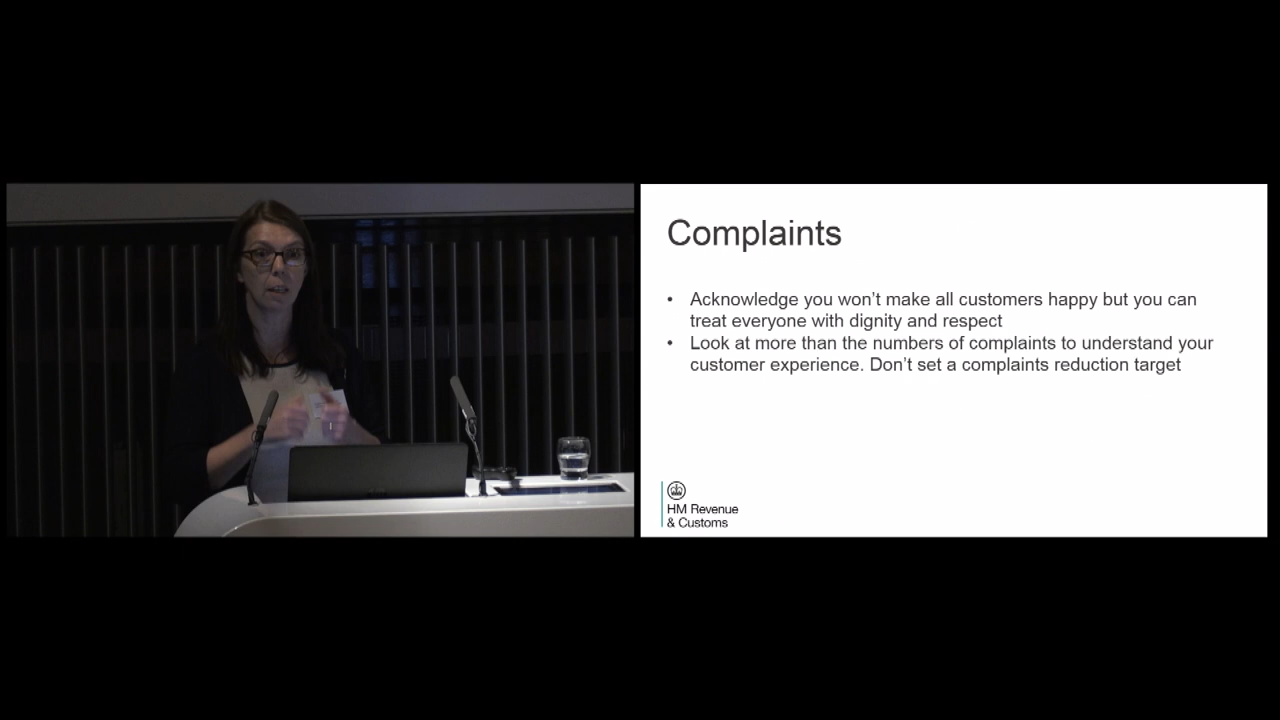 Complaints
• Acknowledge you won't make all customers happy but you can
treat everyone with dignity and respect
• Look at more than the numbers of complaints to understand your
customer experience. Don't set a complaints reduction target
HM Revenue
& Customs